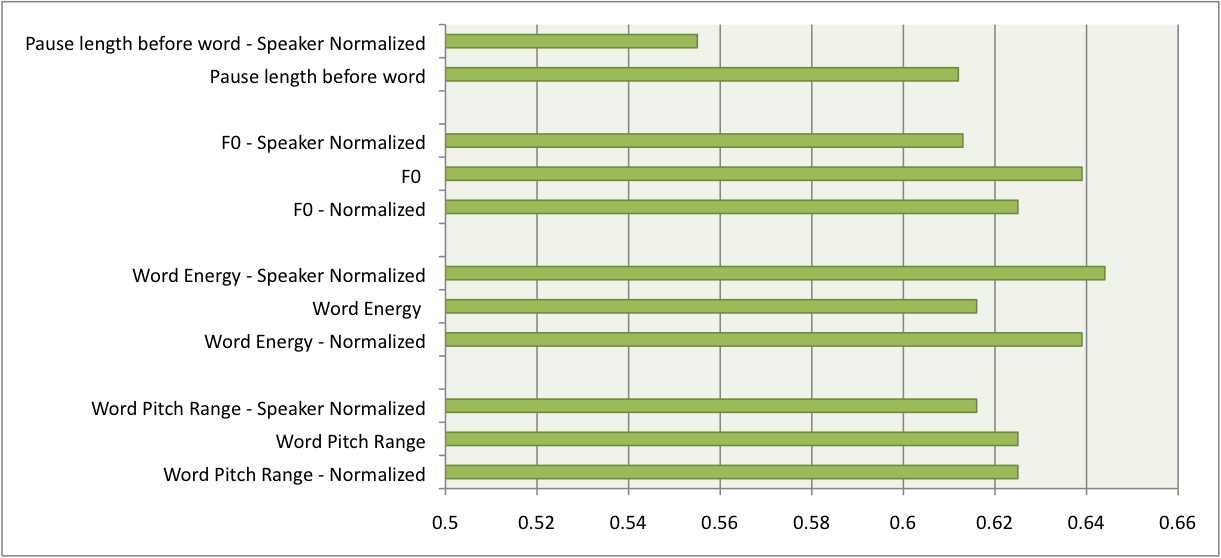 Pause length before word - Speaker Normalized
Pause length before word
F0 - Speaker Normalized
F0
F0 - Normalized
Word Energy - Speaker Normalized
Word Energy
Word Energy - Normalized
Word Pitch Range - Speaker Normalized
Word Pitch Range
Word Pitch Range - Normalized
0.5 0.52 0.54 0.56 0.58 0.6 0.62 0.64 0.66